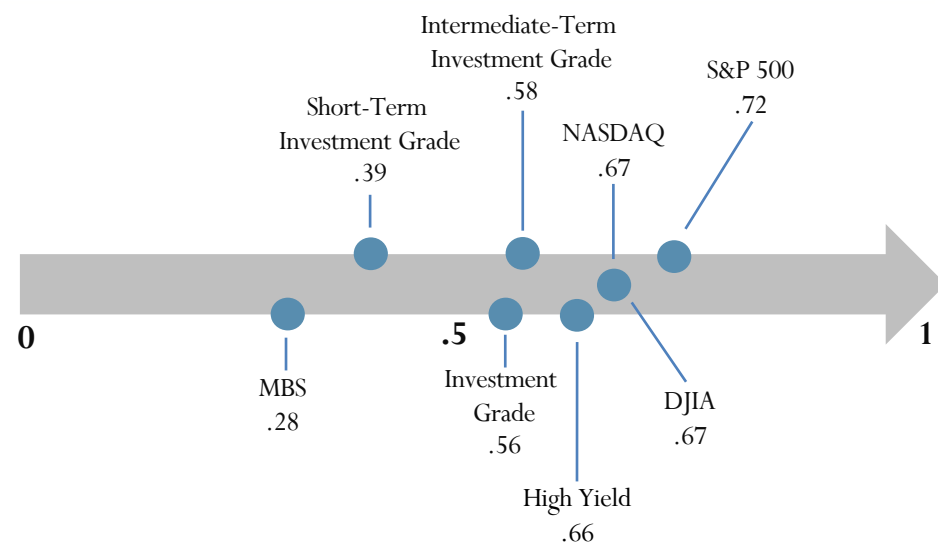 Intermediate-Term
Investment Grade
.58
S&P 500
.72
Short-Term
Investment Grade
.39
NASDAQ
.67
0
.5
1
MBS
.28
Investment
Grade
.56
DJIA
.67
High Yield
.66